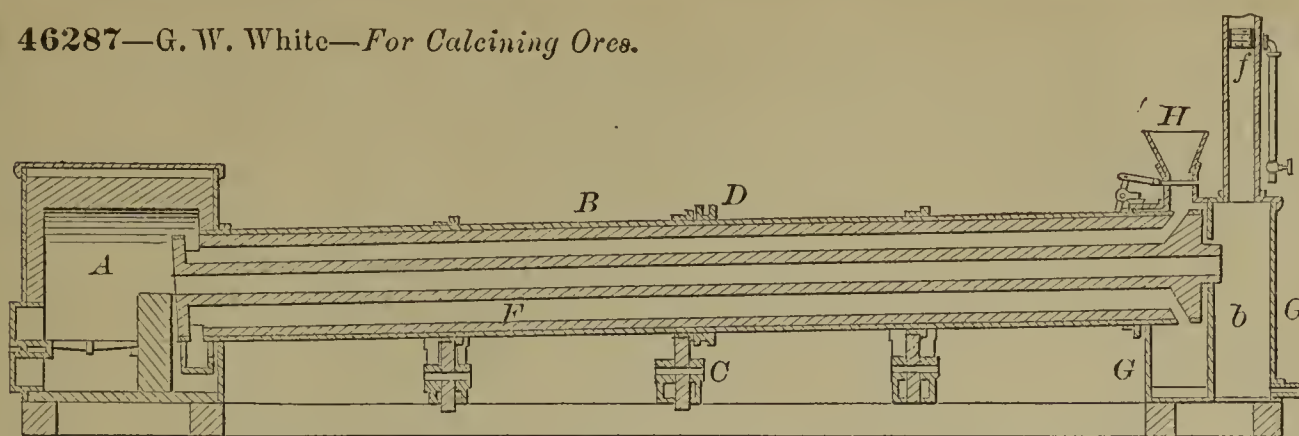 46287—G. W. White—For Calcining Ores.
f
H
B
D
A
F
b
G
C
G